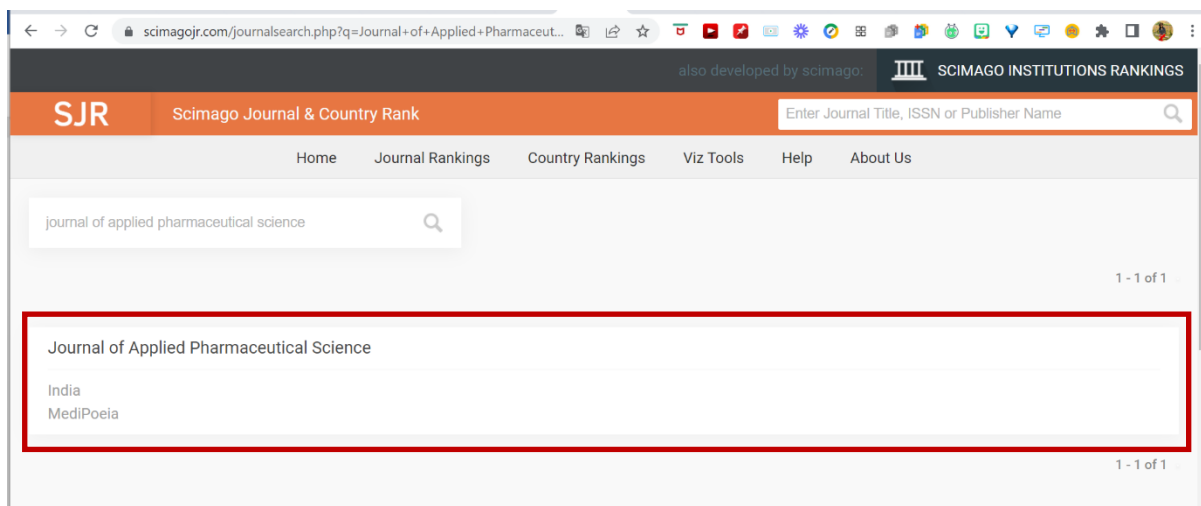 scimagojr.com/journalsearch.php?q=Journal+of+Applied+Pharmaceut...
also developed by scimago: SCIMAGO INSTITUTIONS RANKINGS
SJR Scimago Journal & Country Rank Enter Journal Title, ISSN or Publisher Name
Home Journal Rankings Country Rankings Viz Tools Help About Us
journal of applied pharmaceutical science
1 - 1 of 1
Journal of Applied Pharmaceutical Science
India
MediPoeia
1 - 1 of 1